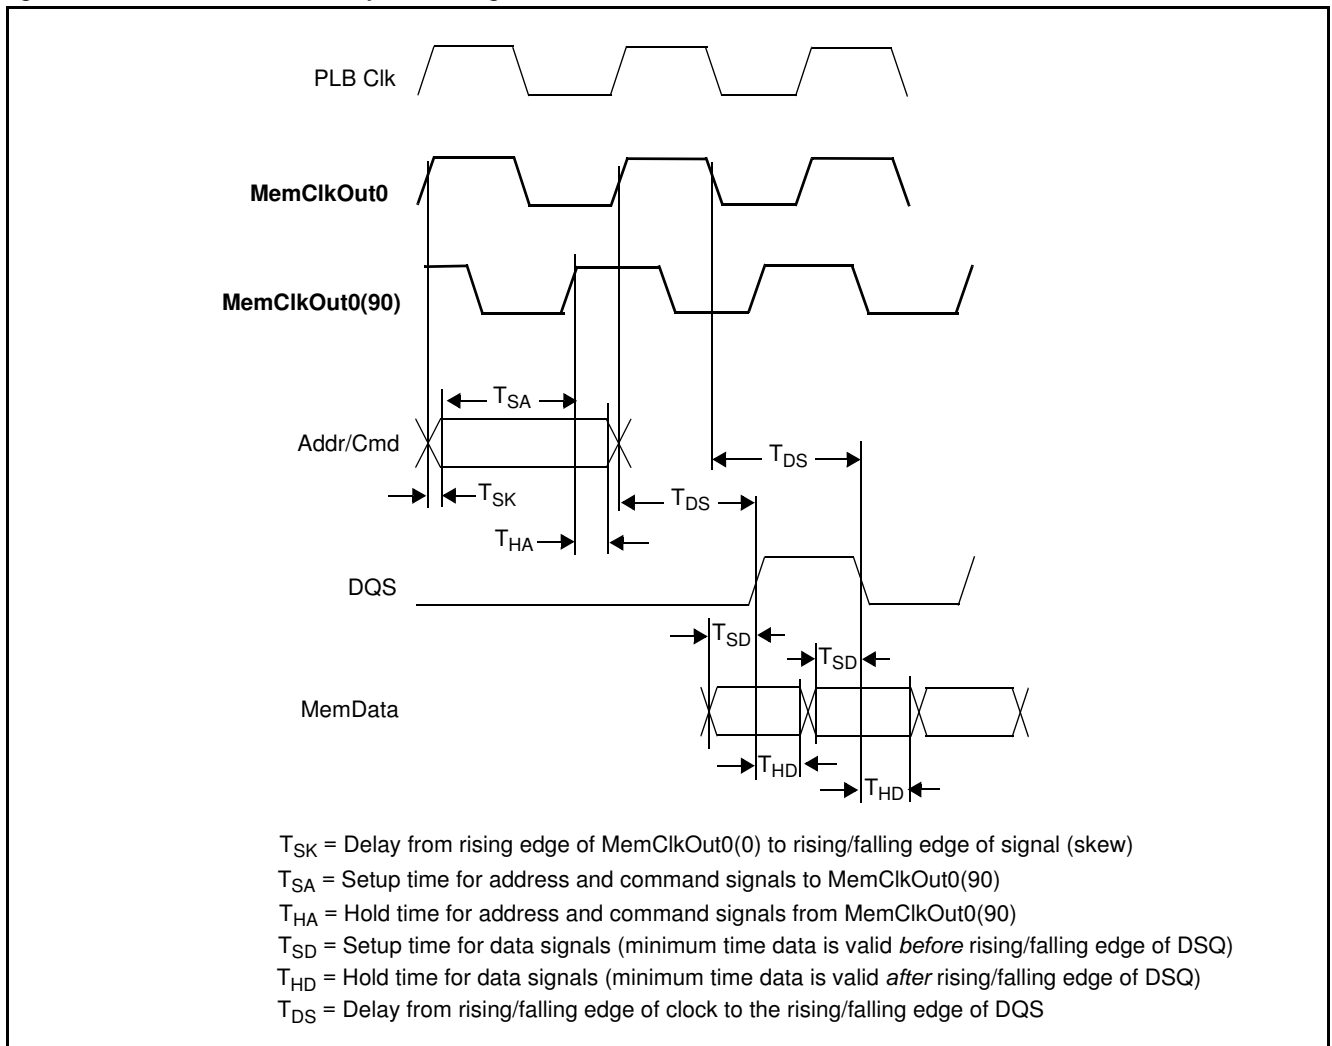 PLB Clk
MemClkOut0
MemClkOut0(90)
TSA
Addr/Cmd
TDS
TSK
TDS
THA
DQS
TSD
TSD
MemData
THD
THD
TSK = Delay from rising edge of MemClkOut0(0) to rising/falling edge of signal (skew)
TSA = Setup time for address and command signals to MemClkOut0(90)
THA = Hold time for address and command signals from MemClkOut0(90)
TSD = Setup time for data signals (minimum time data is valid before rising/falling edge of DSQ)
THD = Hold time for data signals (minimum time data is valid after rising/falling edge of DSQ)
TDS = Delay from rising/falling edge of clock to the rising/falling edge of DQS